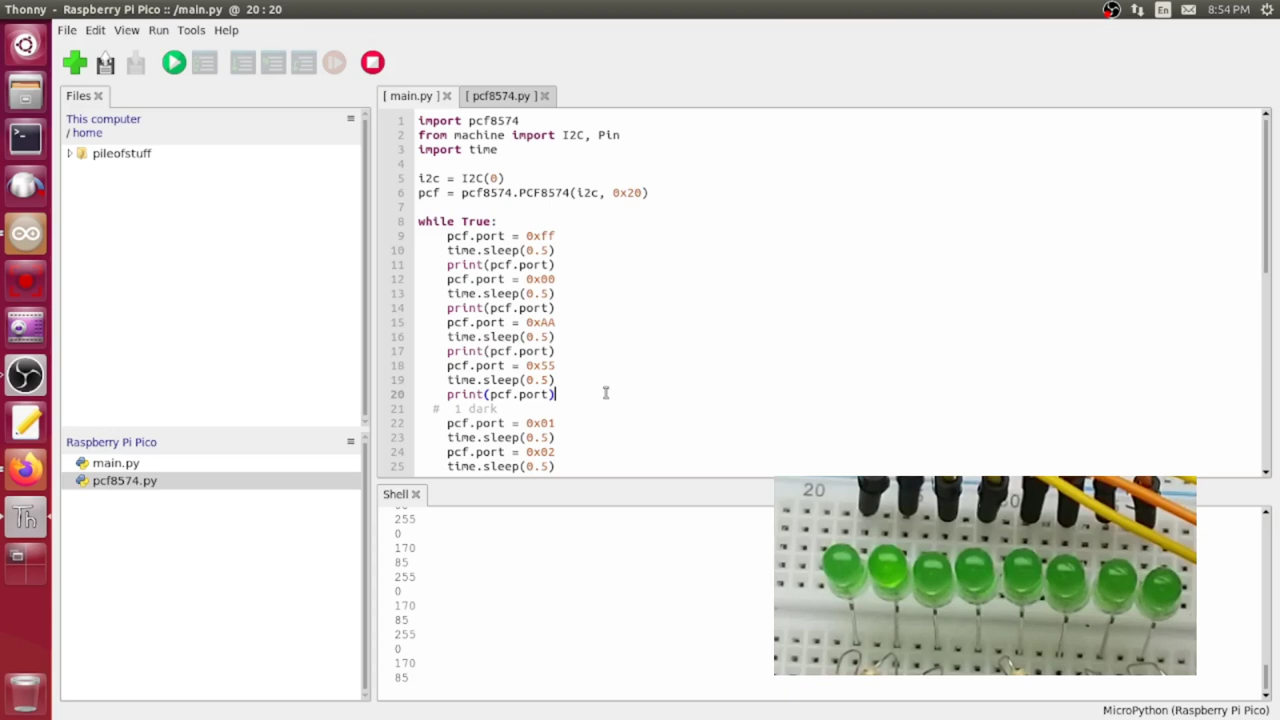 Thonny - Raspberry Pi Pico :: /main.py @ 20 : 20
En
8:54 PM
File Edit View Run Tools Help
Files
This computer
/ home
pileofstuff
Raspberry Pi Pico
main.py
pcf8574.py
[ main.py ] [ pcf8574.py ]
1 import pcf8574
2 from machine import I2C, Pin
3 import time
4
5 i2c = I2C(0)
6 pcf = pcf8574.PCF8574(i2c, 0x20)
7
8 while True:
9 pcf.port = 0xff
10 time.sleep(0.5)
11 print(pcf.port)
12 pcf.port = 0x00
13 time.sleep(0.5)
14 print(pcf.port)
15 pcf.port = 0xAA
16 time.sleep(0.5)
17 print(pcf.port)
18 pcf.port = 0x55
19 time.sleep(0.5)
20 print(pcf.port)
21 # 1 dark
22 pcf.port = 0x01
23 time.sleep(0.5)
24 pcf.port = 0x02
25 time.sleep(0.5)
Shell
255
0
170
85
255
0
170
85
255
0
170
85
20
Th
MicroPython (Raspberry Pi Pico)